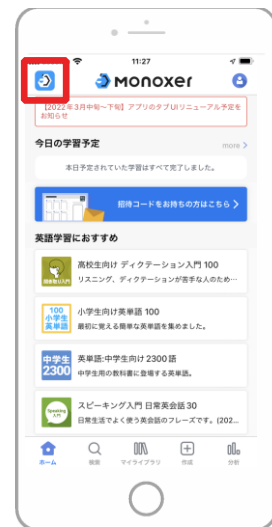 11:27
monoxer
【2022年3月中旬〜下旬】アプリのタブUIリニューアル予定を
お知らせ
今日の学習予定
more >
本日予定されていた学習はすべて完了しました。
招待コードをお持ちの方はこちら >
英語学習におすすめ
高校生向け ディクテーション入門 100
リスニング、ディクテーションが苦手な人のため…
100
小学生
英単語
小学生向け英単語 100
最初に覚える簡単な英単語を集めました。
中学生
2300
英単語:中学生向け2300語
中学生用の教科書に登場する英単語。
Speaking
入門
スピーキング入門 日常英会話 30
日常生活でよく使う英会話のフレーズです。(202...
ホーム
検索
マイライブラリ
作成
分析